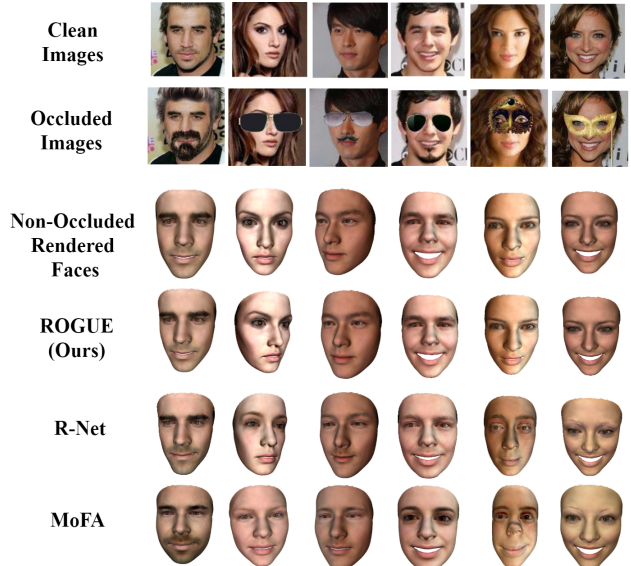 Clean
Images
Occluded
Images
Non-Occluded
Rendered
Faces
ROGUE
(Ours)
R-Net
MoFA